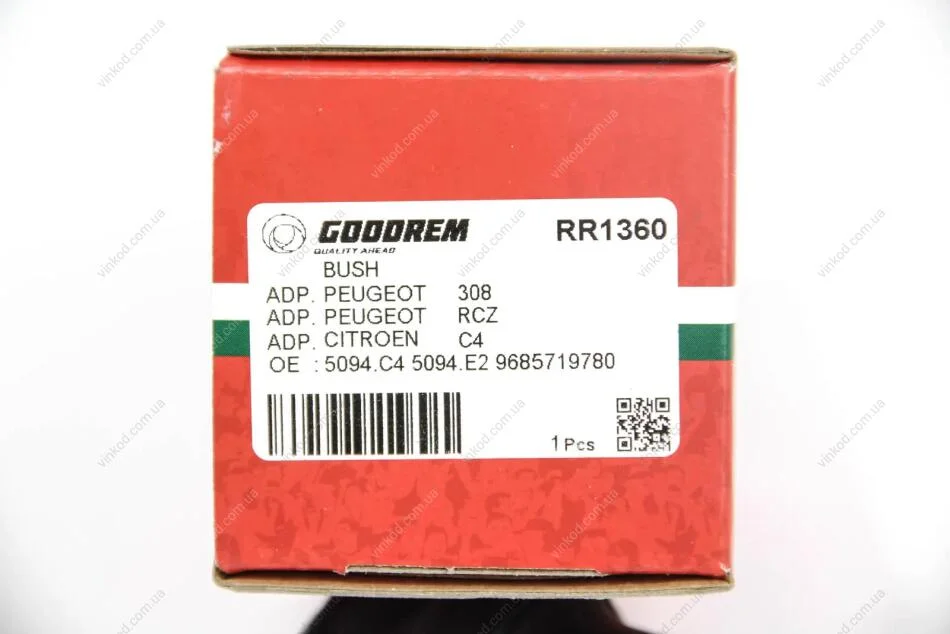 GOODREM RR1360
QUALITY AHEAD
BUSH
ADP. PEUGEOT 308
ADP. PEUGEOT RCZ
ADP. CITROEN C4
OE : 5094.C4 5094.E2 9685719780
1 Pcs
vinkod.com.ua